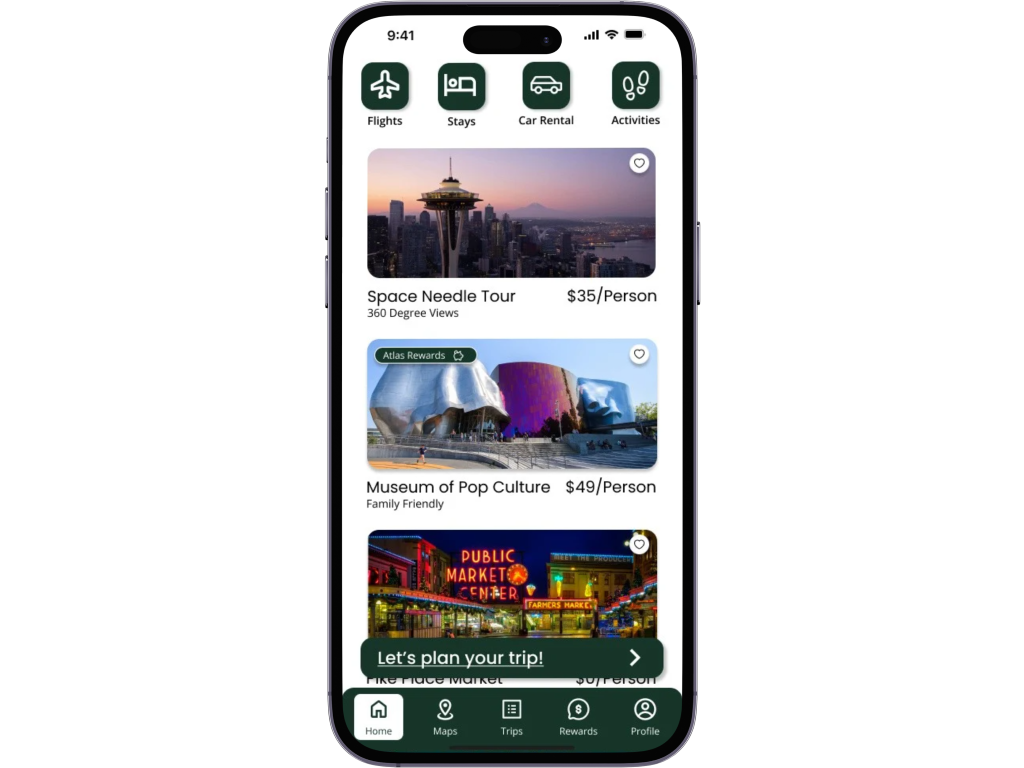 9:41
Flights
Stays
Car Rental
Activities
Space Needle Tour
$35/Person
360 Degree Views
Atlas Rewards
Museum of Pop Culture
$49/Person
Family Friendly
PUBLIC
MARKET
CENTER
MEET THE PRODUCER
FARMERS MARKET
Let's plan your trip!
Pike Place Market
$0/Person
Home
Maps
Trips
Rewards
Profile